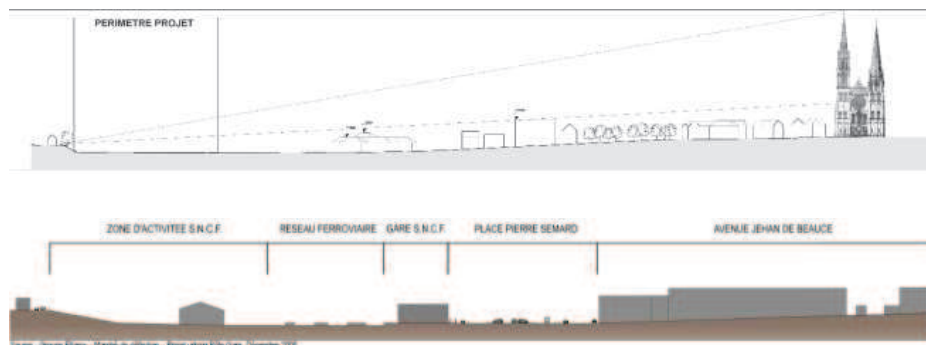 PERIMETRE PROJET
ZONE D'ACTIVITEE S.N.C.F.
RESEAU FERROVIAIRE
GARE S.N.C.F.
PLACE PIERRE SEMARD
AVENUE JEHAN DE BEAUCE